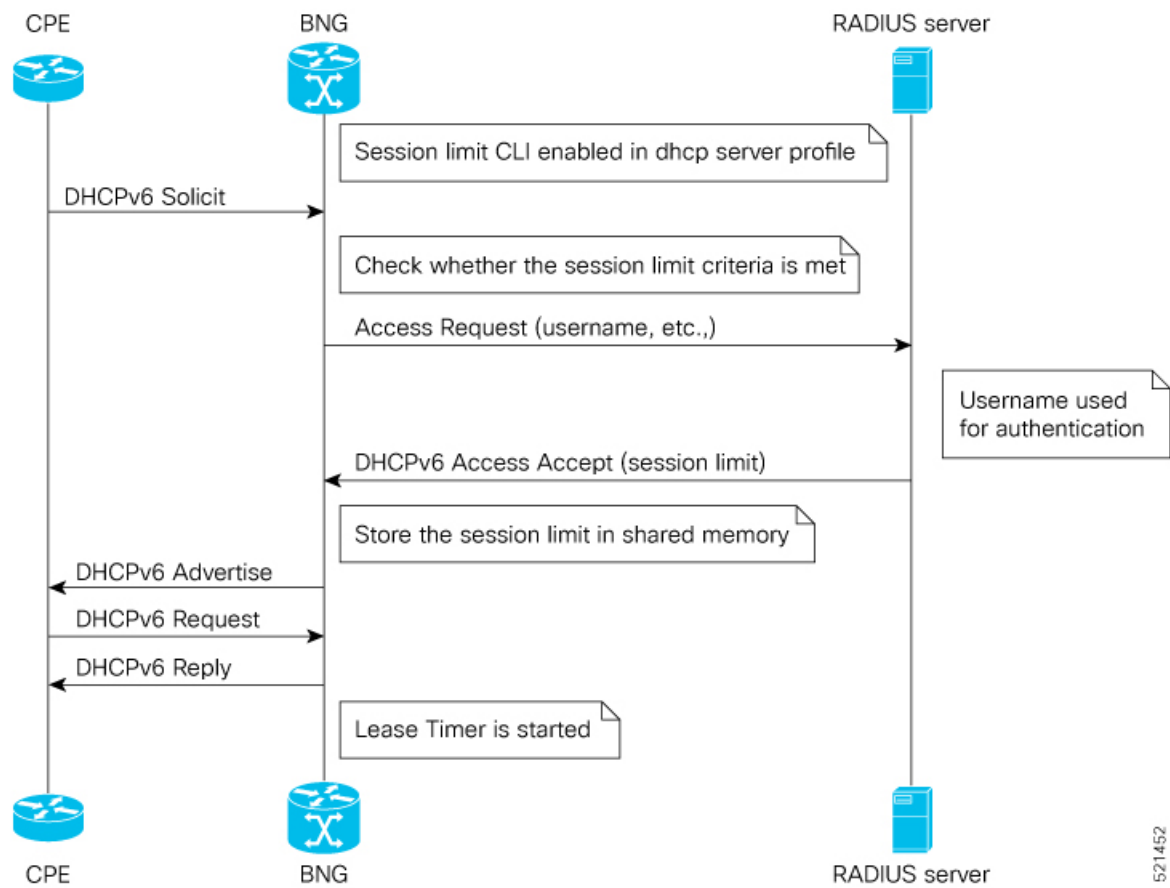 CPE
BNG
RADIUS server
Session limit CLI enabled in dhcp server profile
DHCPv6 Solicit
Check whether the session limit criteria is met
Access Request (username, etc.,)
Username used
for authentication
DHCPv6 Access Accept (session limit)
Store the session limit in shared memory
DHCPv6 Advertise
DHCPv6 Request
DHCPv6 Reply
Lease Timer is started
CPE
BNG
RADIUS server
521452